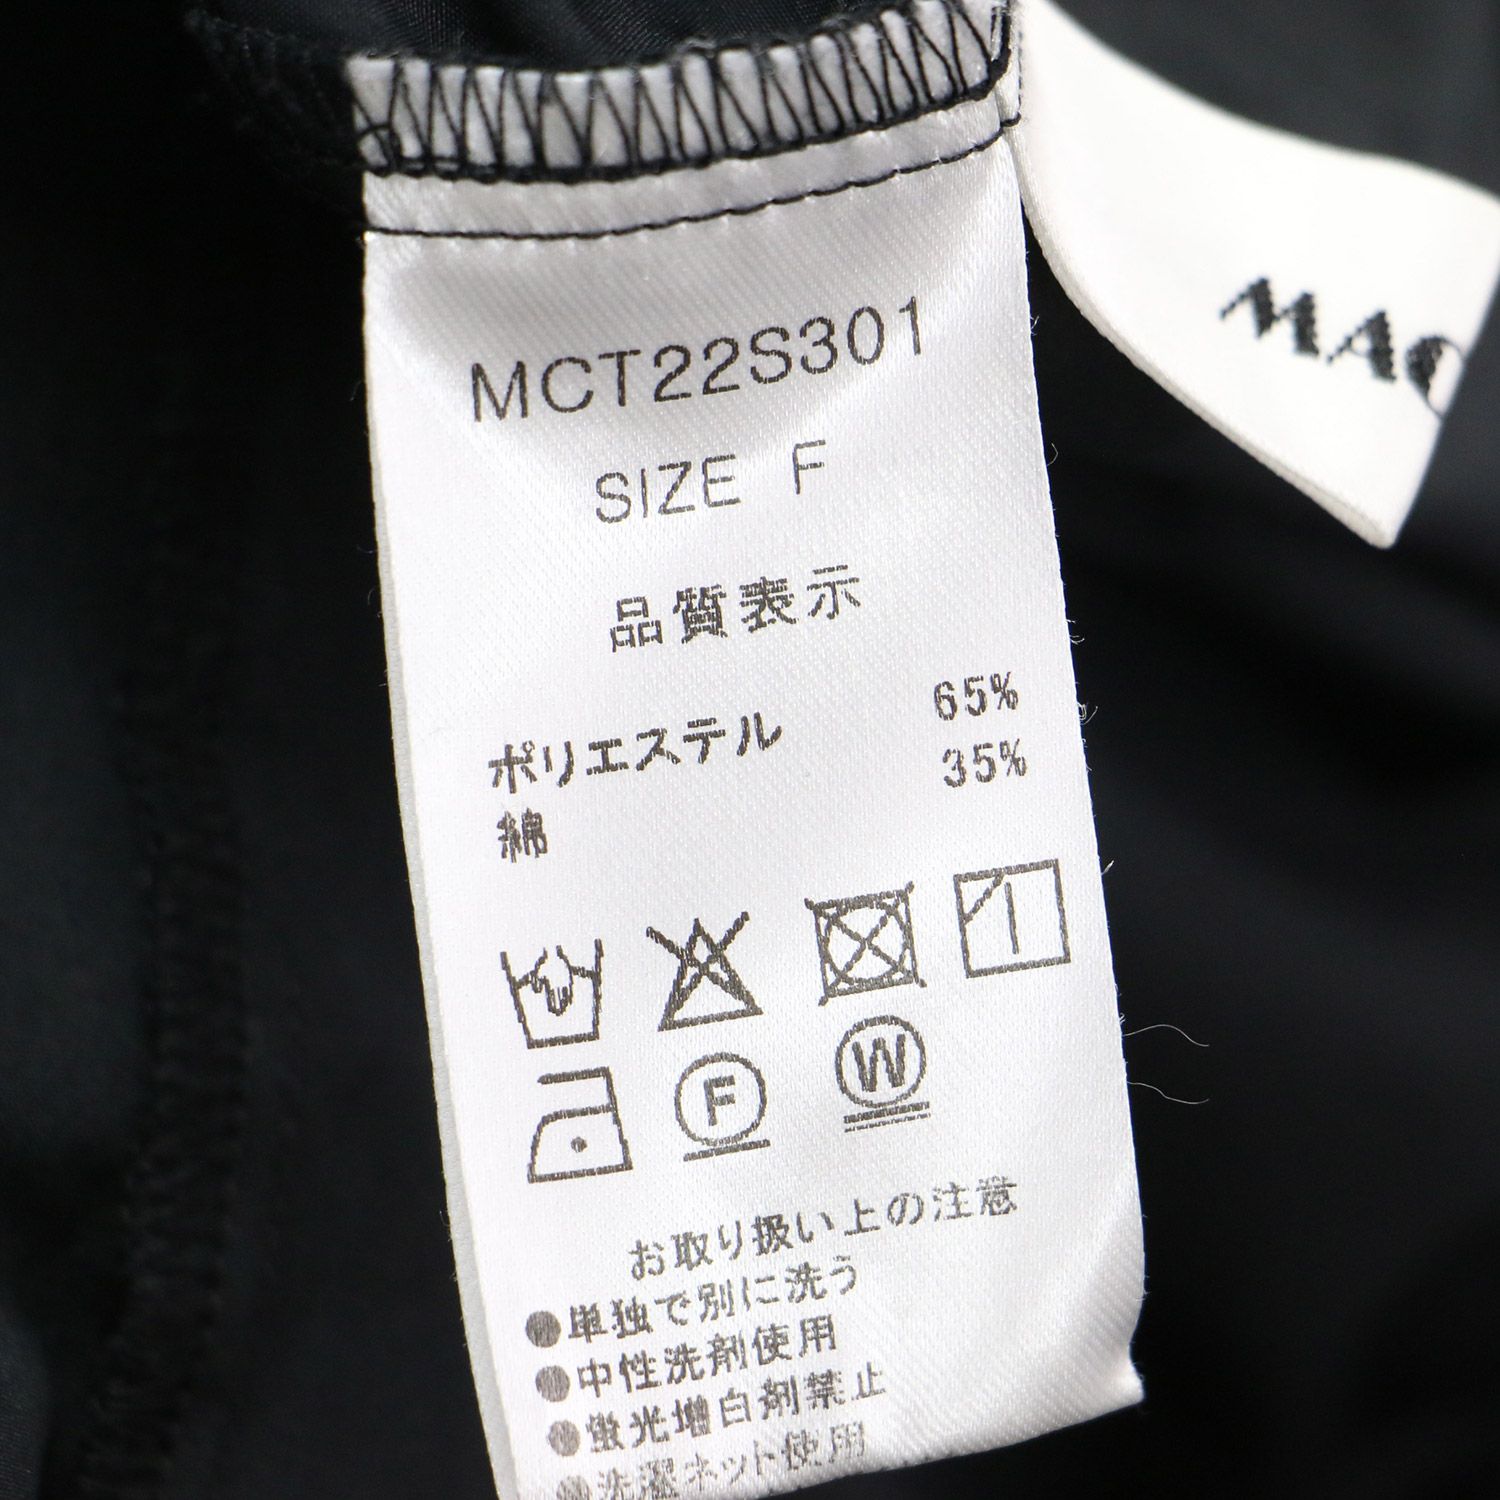 MCT22S301
SIZE F
品質表示
ポリエステル 65%
綿 35%
F
W
お取り扱い上の注意
●単独で別に洗う
●中性洗剤使用
●蛍光増白剤禁止
●洗濯ネット使用
MAC